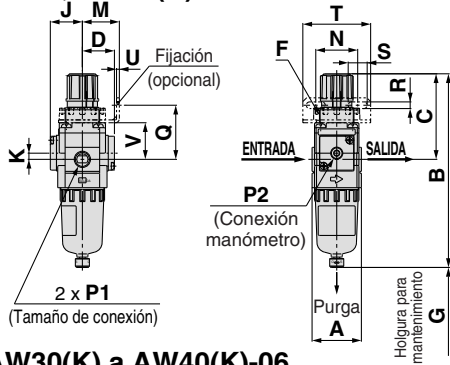 J
M
D
U
Fijación
(opcional)
K
V
Q
2 x P1
(Tamaño de conexión)
T
N
S
F
R
C
B
ENTRADA
SALIDA
P2
(Conexión
manómetro)
Purga
A
G
Holgura para
mantenimiento
AW30(K) a AW40(K)-06